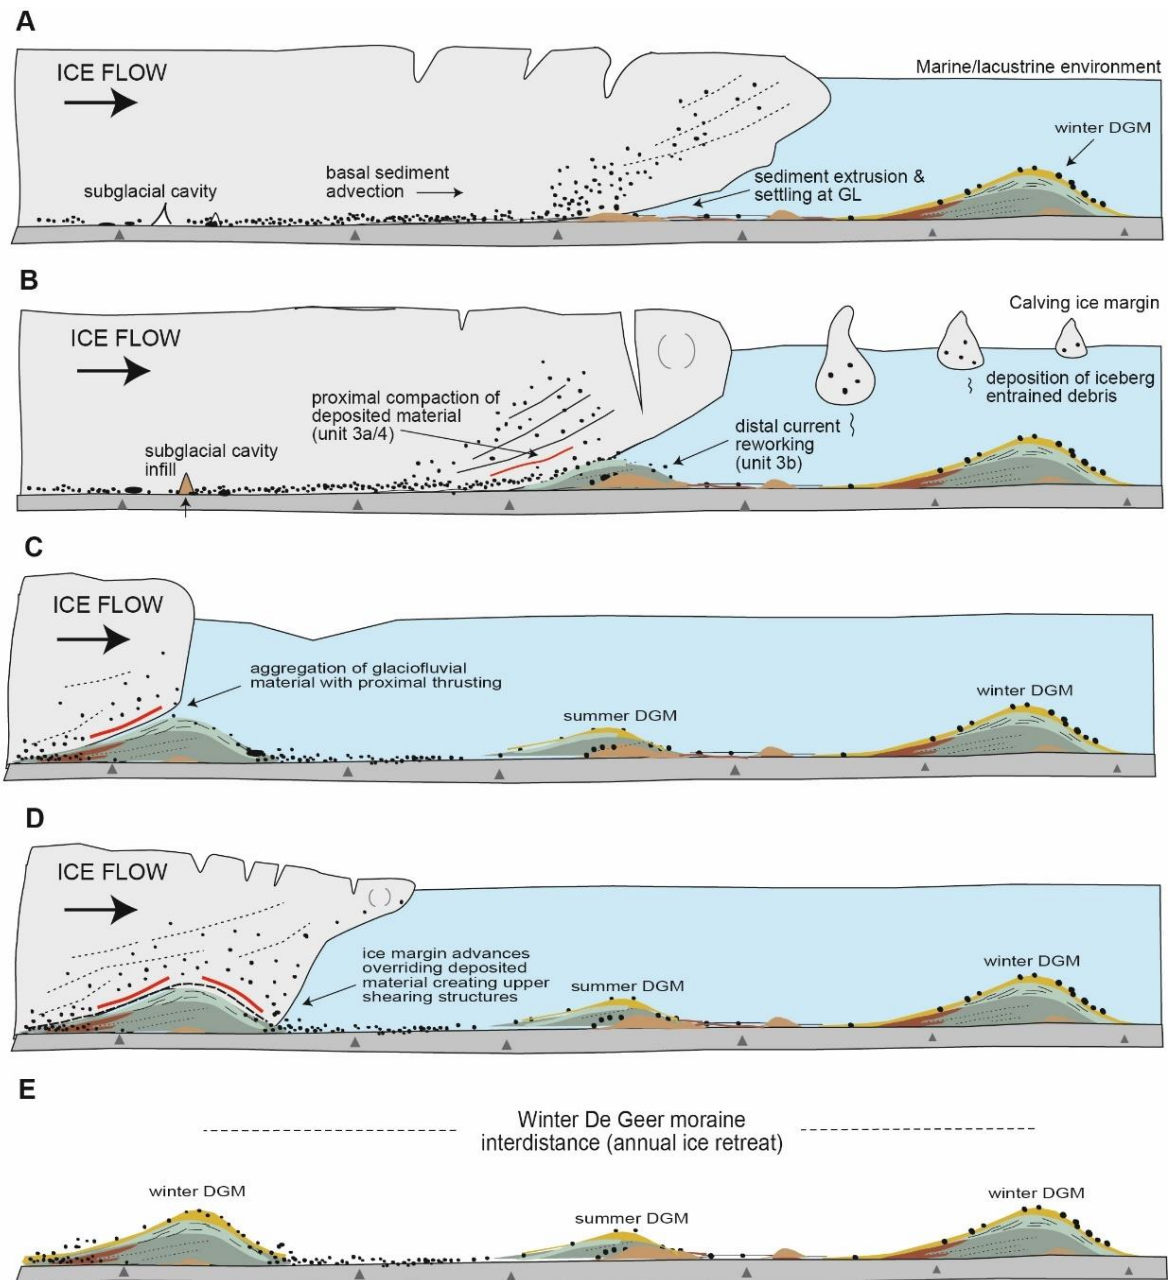 A
ICE FLOW
Marine/lacustrine environment
winter DGM
basal sediment
advection
subglacial cavity
sediment extrusion &
settling at GL
B
Calving ice margin
ICE FLOW
deposition of iceberg
entrained debris
proximal compaction of
deposited material
(unit 3a/4)
distal current
reworking
(unit 3b)
subglacial cavity
infill
C
ICE FLOW
aggregation of glaciofluvial
material with proximal thrusting
summer DGM
winter DGM
D
ICE FLOW
ice margin advances
overriding deposited
material creating upper
shearing structures
summer DGM
winter DGM
E
Winter De Geer moraine
interdistance (annual ice retreat)
winter DGM
summer DGM
winter DGM